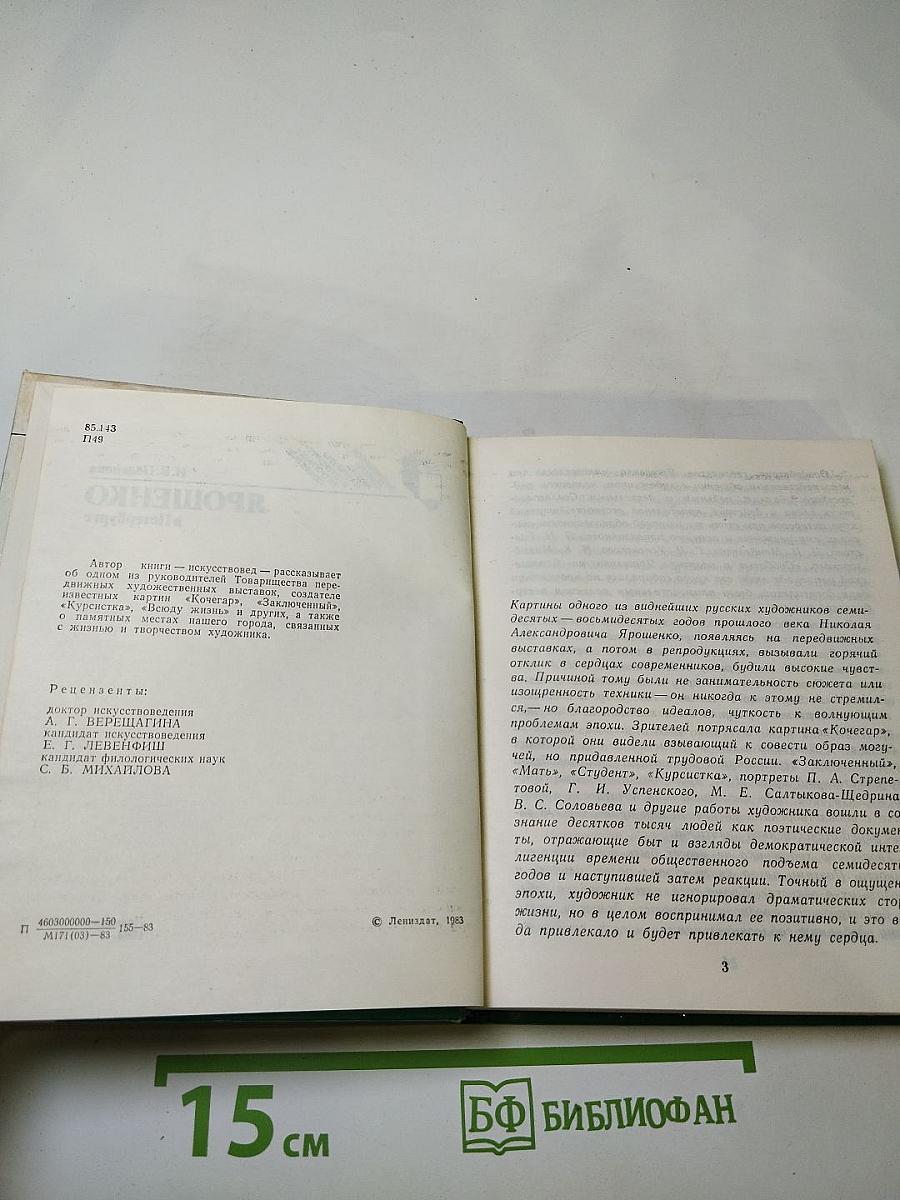 85.143
П49
И. В. Полянина
ЯРОШЕНКО
в Петербурге
Автор книги — искусствовед — рассказывает
об одном из руководителей Товарищества пере-
движных художественных выставок, создателе
известных картин «Кочегар», «Заключенный»,
«Курсистка», «Всюду жизнь» и других, а также
о памятных местах нашего города, связанных
с жизнью и творчеством художника.
Рецензенты:
доктор искусствоведения
А. Г. ВЕРЕЩАГИНА
кандидат искусствоведения
Е. Г. ЛЕВЕНФИШ
кандидат филологических наук
С. Б. МИХАЙЛОВА
П 4603000000—150 155—83
М171(03)—83
© Лениздат, 1983
Картины одного из виднейших русских художников семи-
десятых — восьмидесятых годов прошлого века Николая
Александровича Ярошенко, появляясь на передвижных
выставках, а потом в репродукциях, вызывали горячий
отклик в сердцах современников, будили высокие чувст-
ва. Причиной тому были не занимательность сюжета или
изощренность техники — он никогда к этому не стремил-
ся,— но благородство идеалов, чуткость к волнующим
проблемам эпохи. Зрителей потрясала картина «Кочегар»,
в которой они видели взывающий к совести образ могу-
чей, но придавленной трудовой России. «Заключенный»,
«Мать», «Студент», «Курсистка», портреты П. А. Стрепе-
товой, Г. И. Успенского, М. Е. Салтыкова-Щедрина
В. С. Соловьева и другие работы художника вошли в со
знание десятков тысяч людей как поэтические докумен
ты, отражающие быт и взгляды демократической инте
лигенции времени общественного подъема семидесят
годов и наступившей затем реакции. Точный в ощущен
эпохи, художник не игнорировал драматических стор
жизни, но в целом воспринимал ее позитивно, и это в
да привлекало и будет привлекать к нему сердца.
3
15 см
БФ БИБЛИОФАН